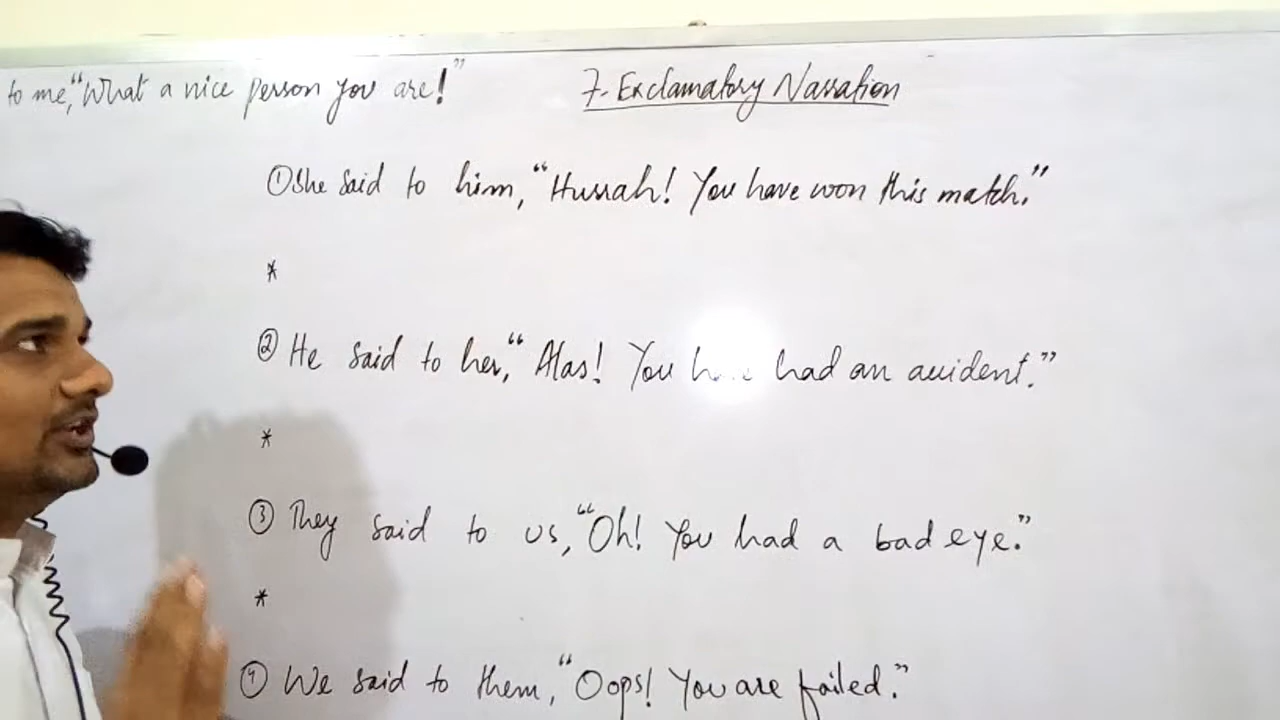 to me, "What a nice person you are!"
7. Exclamatory Narration
① She said to him, "Hurrah! You have won this match."
*
② He said to her, "Alas! You have had an accident."
*
③ They said to us, "Oh! You had a bad eye."
*
④ We said to them, "Oops! You are failed."